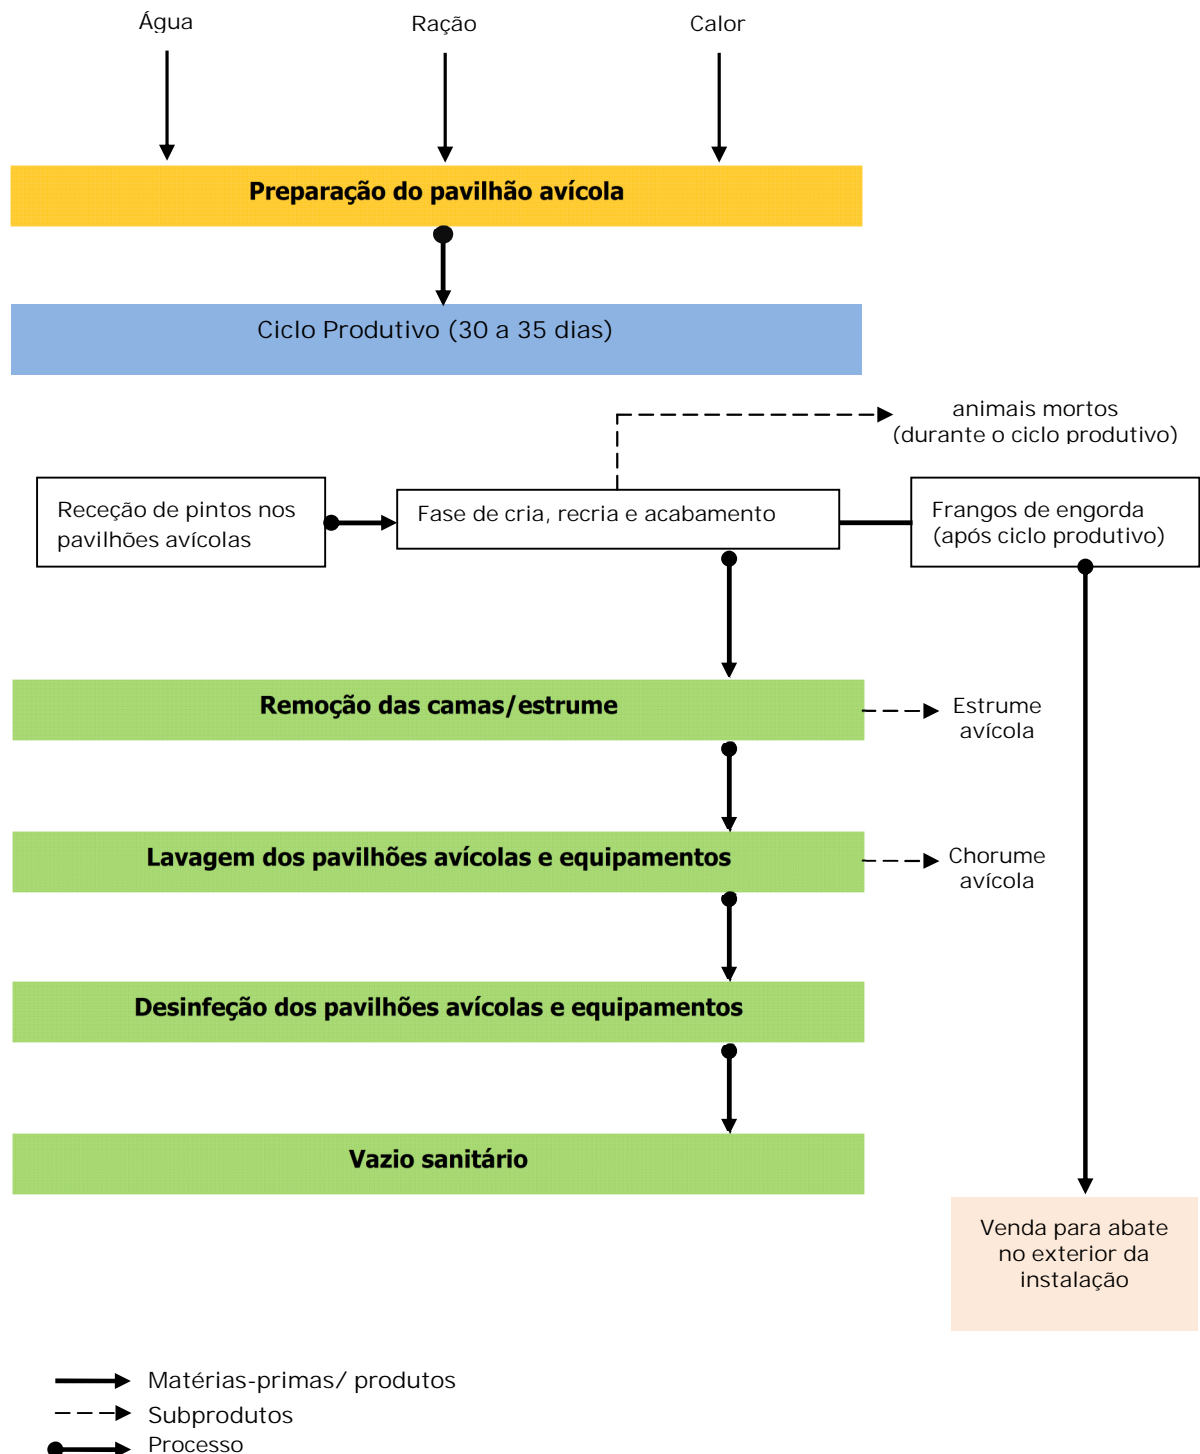 Água
Ração
Calor
Preparação do pavilhão avícola
Ciclo Produtivo (30 a 35 dias)
animais mortos
(durante o ciclo produtivo)
Receção de pintos nos
pavilhões avícolas
Fase de cria, recria e acabamento
Frangos de engorda
(após ciclo produtivo)
Remoção das camas/estrume
Estrume
avícola
Lavagem dos pavilhões avícolas e equipamentos
Chorume
avícola
Desinfeção dos pavilhões avícolas e equipamentos
Vazio sanitário
Venda para abate
no exterior da
instalação
Matérias-primas/ produtos
Subprodutos
Processo